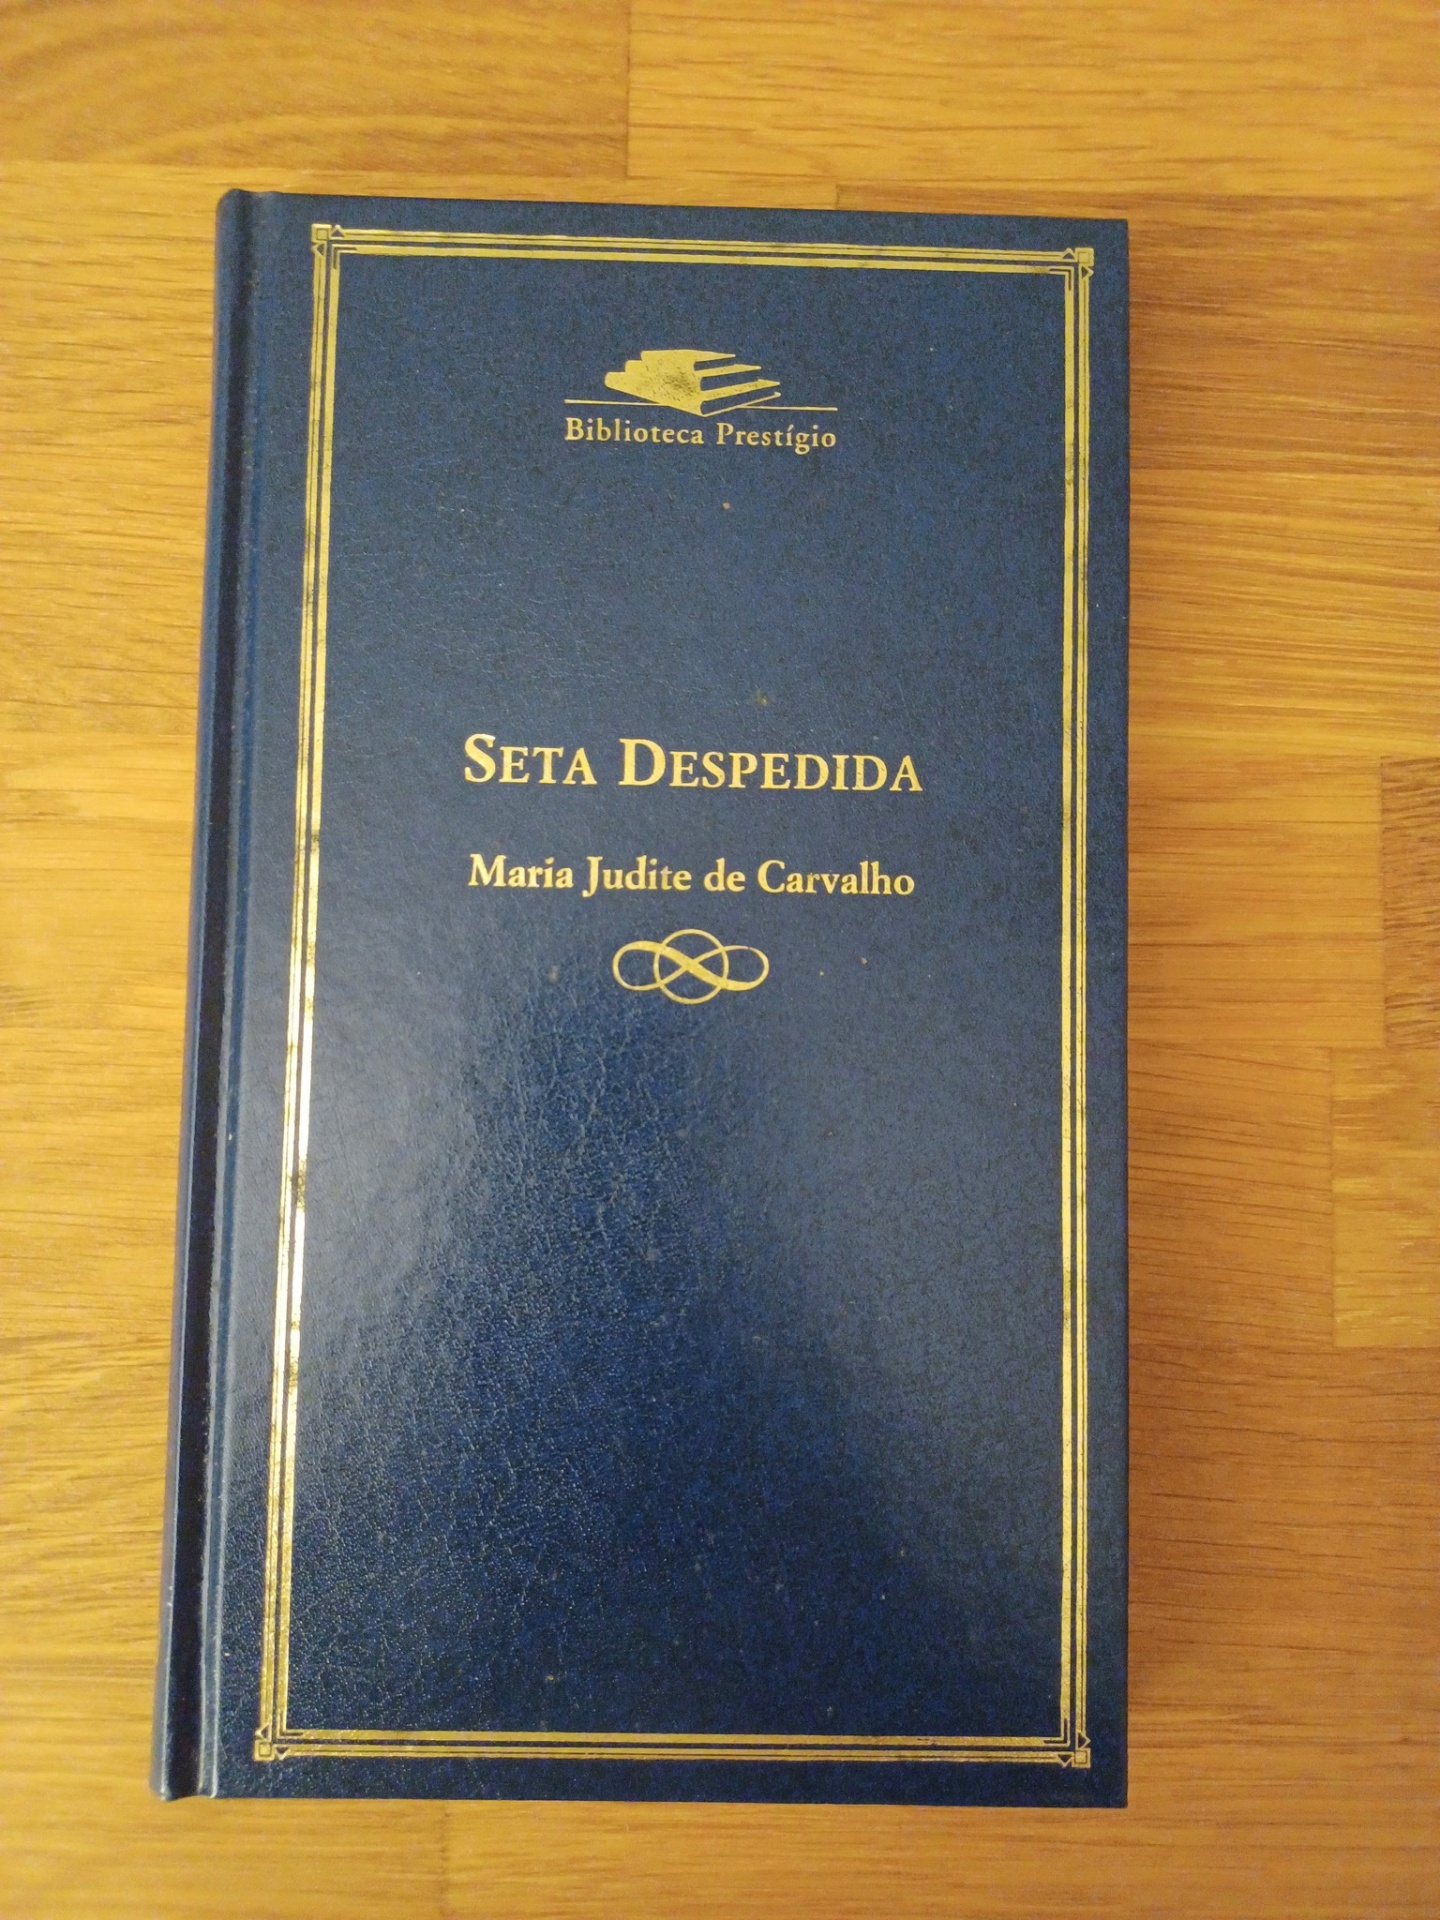 Biblioteca Prestígio
SETA DESPEDIDA
Maria Judite de Carvalho